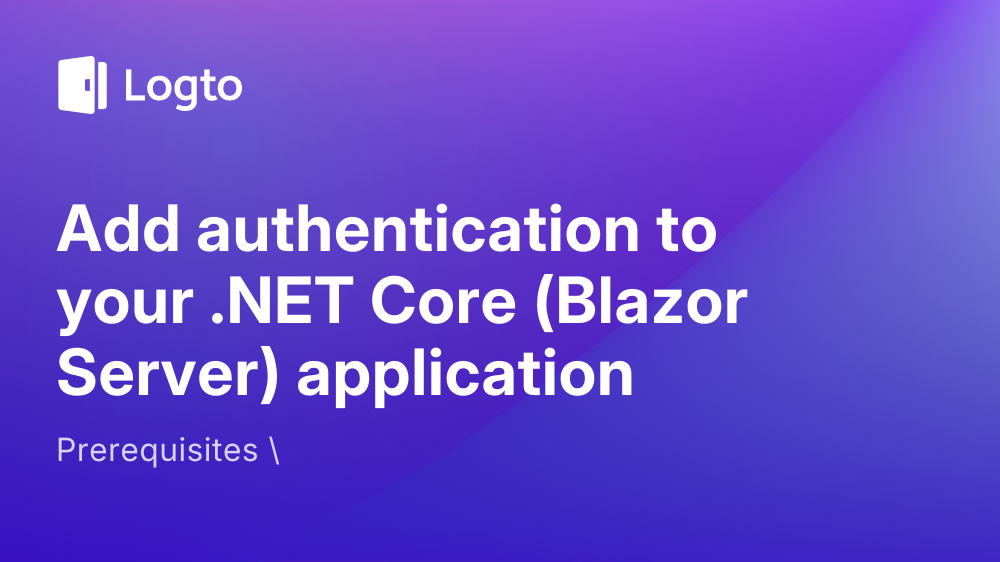 Logto
Add authentication to
your .NET Core (Blazor
Server) application
Prerequisites \